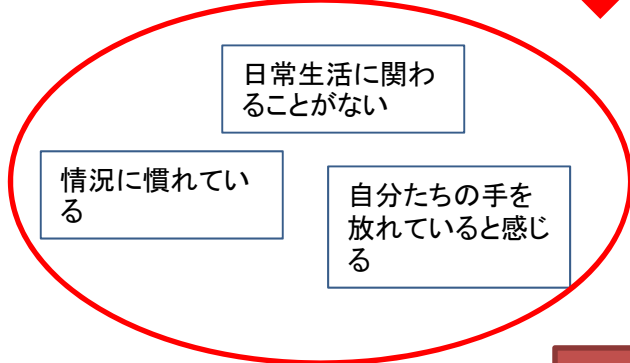 日常生活に関わ
ることがない
情況に慣れてい
る
自分たちの手を
放れていると感じ
る